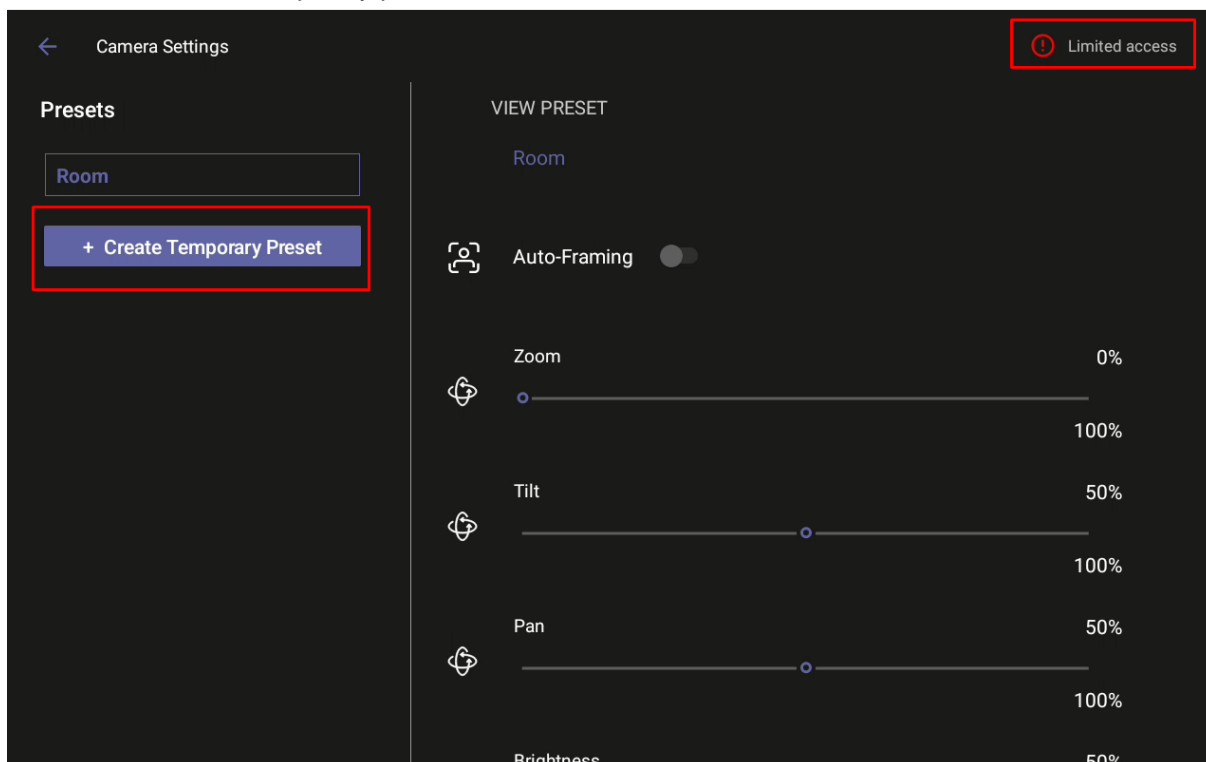 Camera Settings
Limited access
Presets
Room
+ Create Temporary Preset
VIEW PRESET
Room
Auto-Framing
Zoom 0%
100%
Tilt 50%
100%
Pan 50%
100%
Brightness 50%